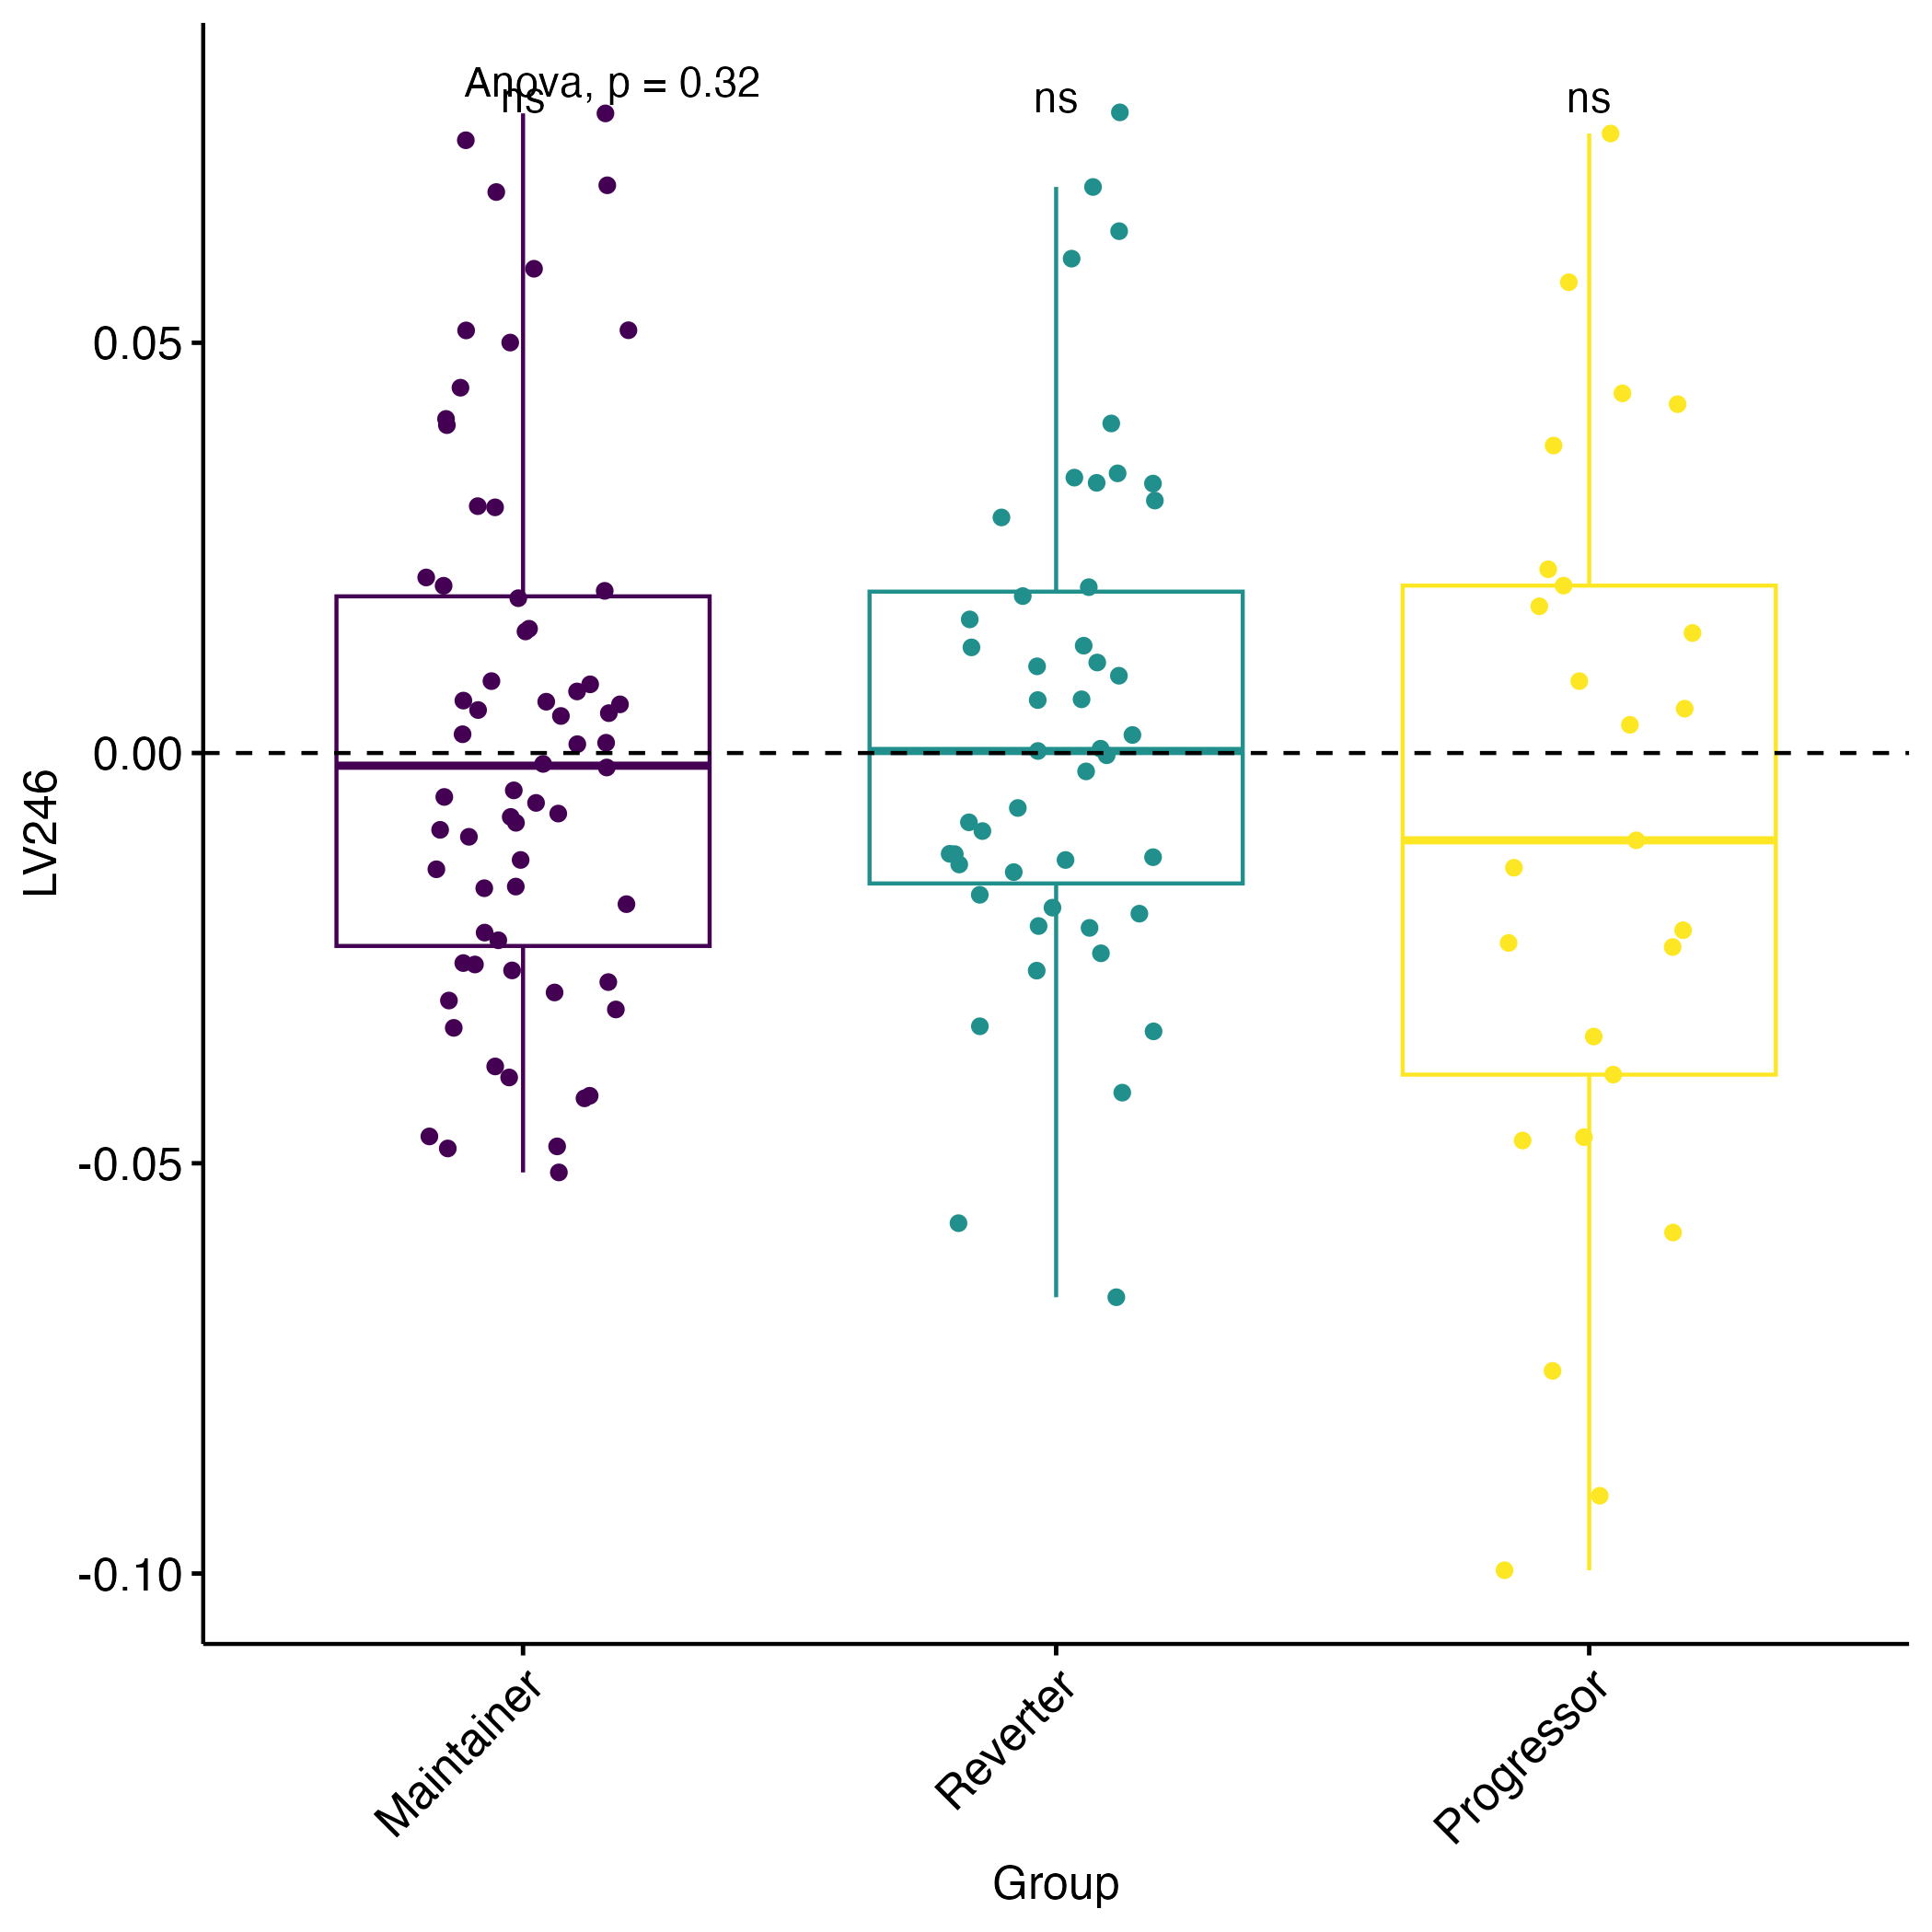 Anova, p = 0.32
ns
ns
ns
0.05
0.00
-0.05
-0.10
LV246
Maintainer
Reverter
Progressor
Group